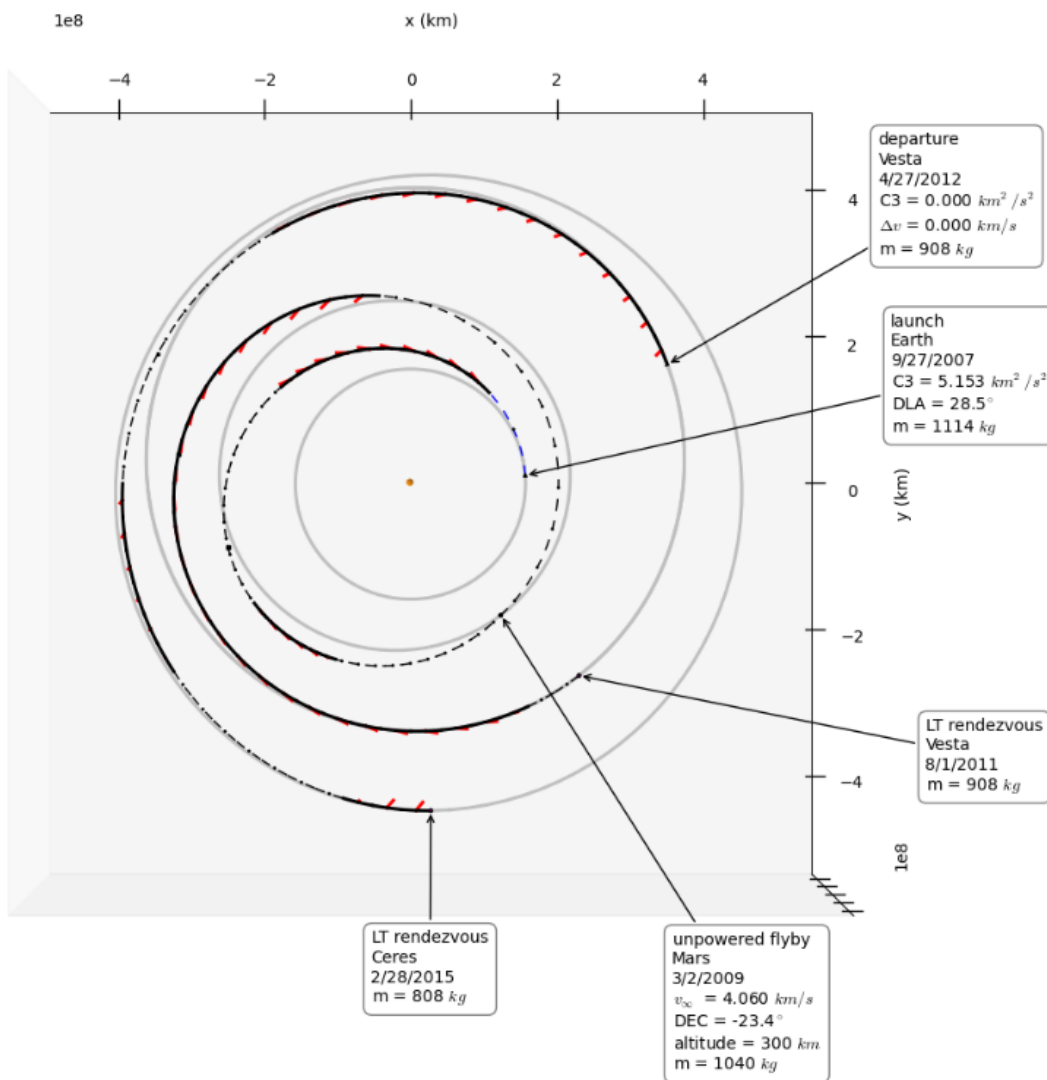 1e8
x (km)
−4
−2
0
2
4
departure
Vesta
4/27/2012
C3 = 0.000 km²/s²
Δv = 0.000 km/s
m = 908 kg
4
launch
Earth
9/27/2007
C3 = 5.153 km²/s²
DLA = 28.5°
m = 1114 kg
2
0
y (km)
−2
LT rendezvous
Vesta
8/1/2011
m = 908 kg
−4
1e8
LT rendezvous
Ceres
2/28/2015
m = 808 kg
unpowered flyby
Mars
3/2/2009
v∞ = 4.060 km/s
DEC = -23.4°
altitude = 300 km
m = 1040 kg